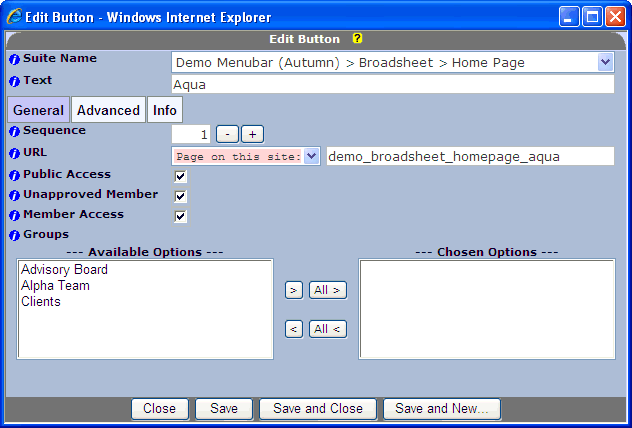 Edit Button - Windows Internet Explorer
Edit Button ?
Suite Name Demo Menubar (Autumn) > Broadsheet > Home Page
Text Aqua
General Advanced Info
Sequence 1 - +
URL Page on this site: demo_broadsheet_homepage_aqua
Public Access
Unapproved Member
Member Access
Groups
--- Available Options --- --- Chosen Options ---
Advisory Board
Alpha Team
Clients
> All >
< All <
Close Save Save and Close Save and New...